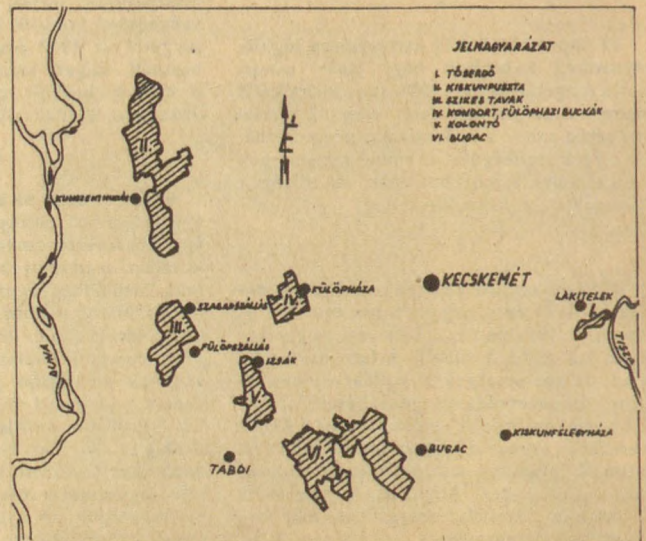 JELMAGYARÁZAT
I. TŐSERDŐ
II. KISKUNPUSZTA
III. SZIKES TAVAK
IV. KONDORT, FÜLÖPHAZI BUCKÁK
V. KOLONTÓ
VI. BUGAC
II.
KUNSZENTMIKLÓS
KECSKEMÉT
FÜLÖPHÁZA
IV.
LAKITELEK
SZABADSZÁLLÁS
III.
FÜLÖPSZÁLLÁS
TISZA
IZSÁK
DUNA
V.
KISKUNFÉLEGYHÁZA
VI.
BUGAC
TABDI